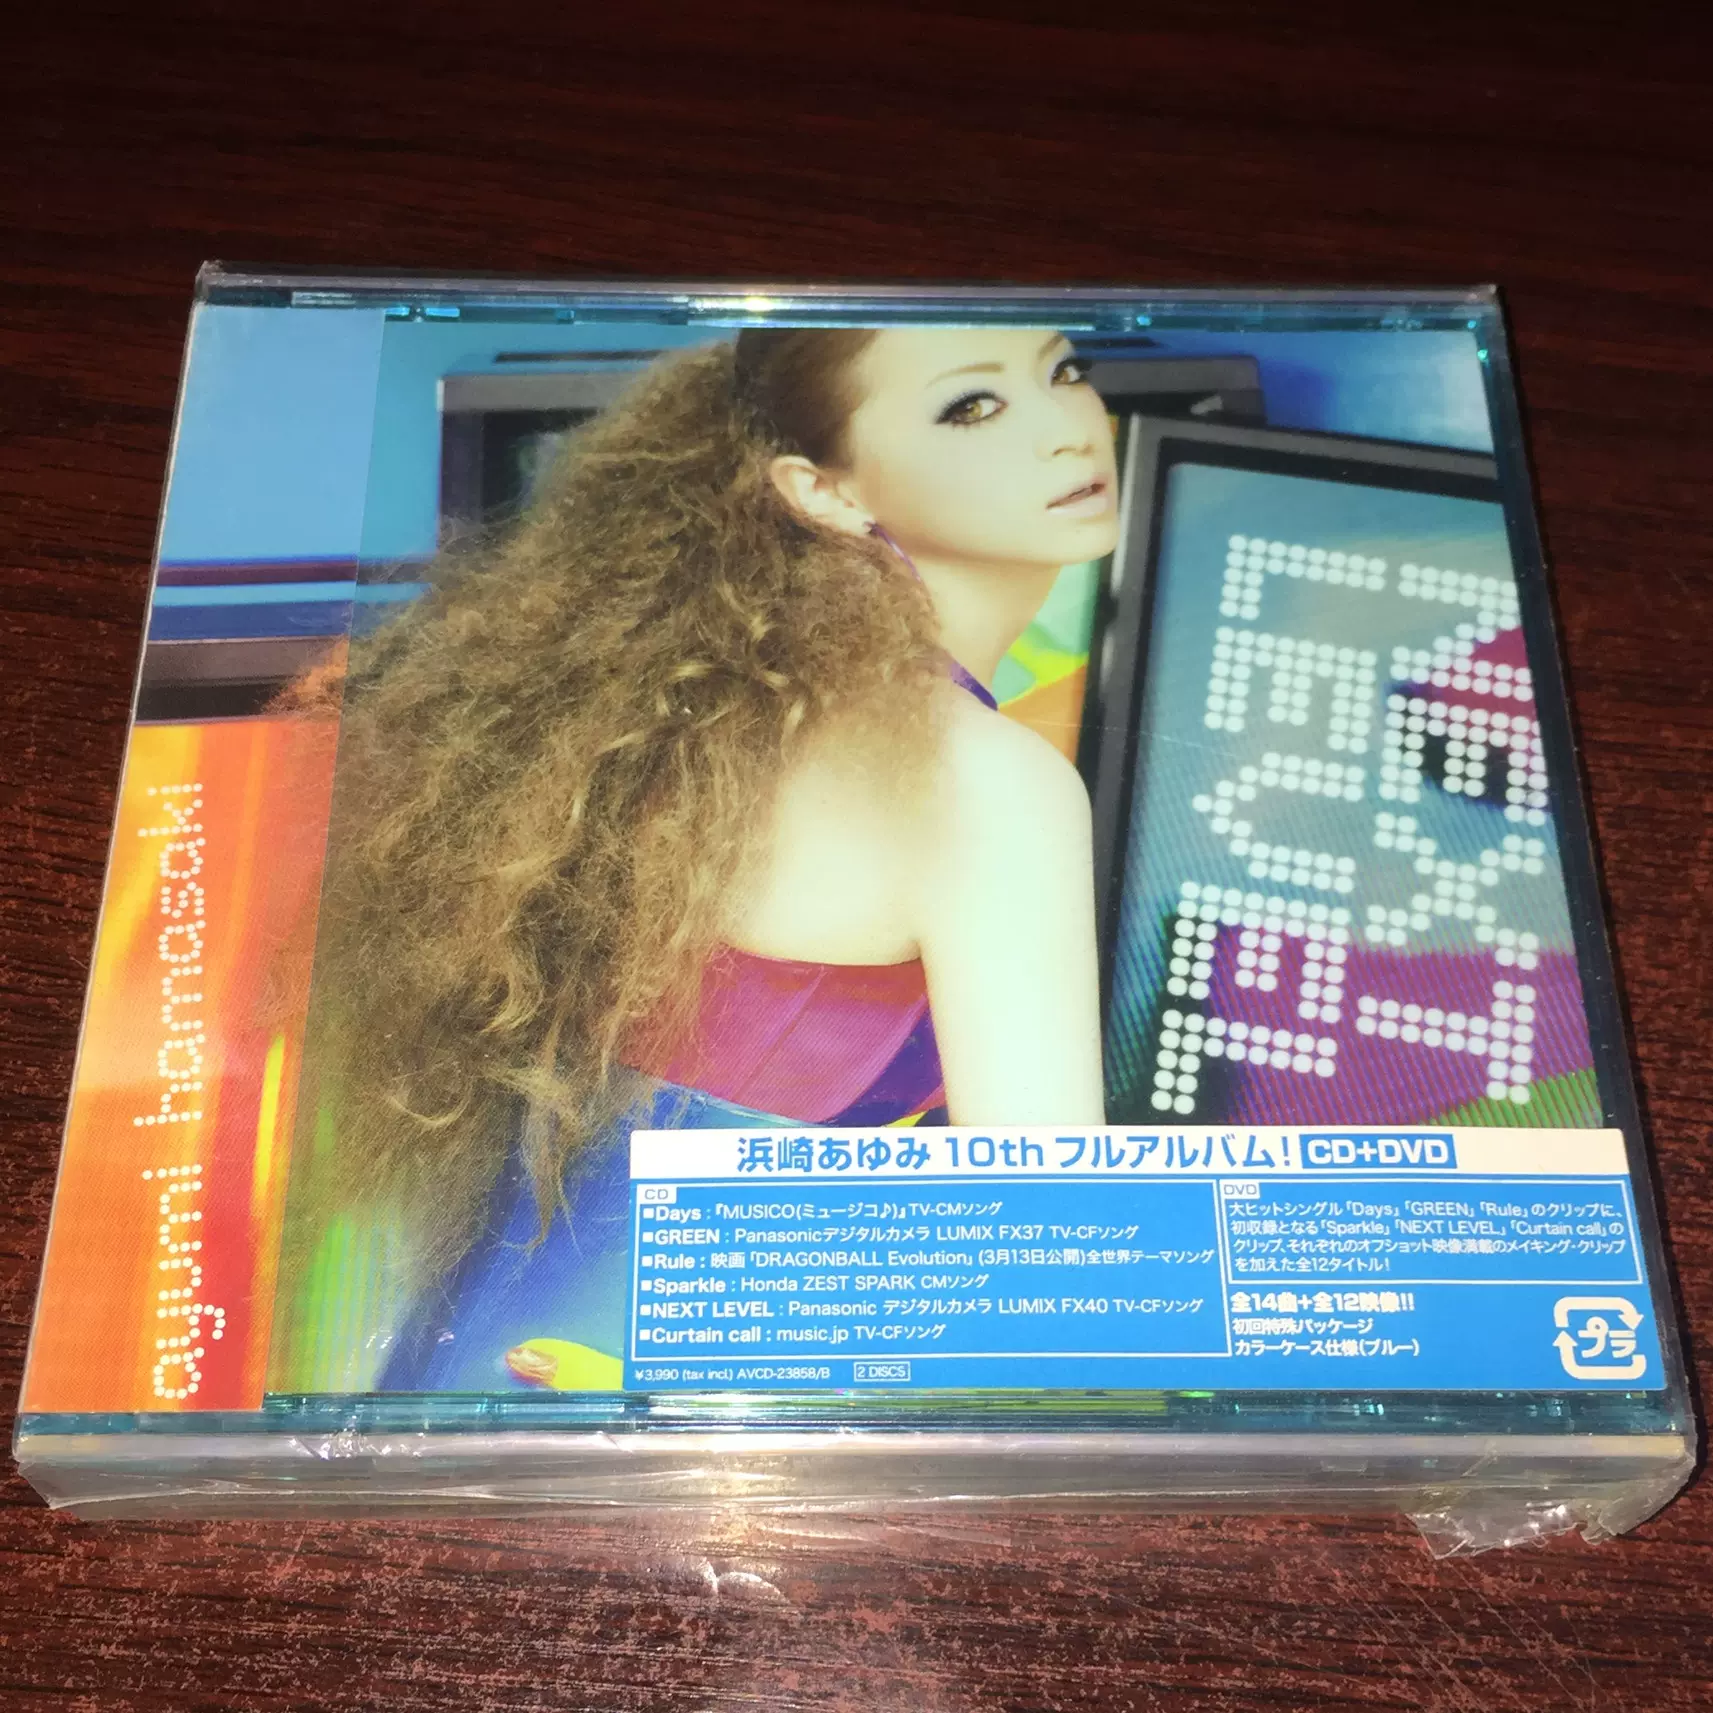 ayumi hamasaki
NEXT
LEVEL
浜崎あゆみ 10th フルアルバム! CD+DVD
CD
■Days:『MUSICO(ミュージコ♪)』TV-CMソング
■GREEN:Panasonicデジタルカメラ LUMIX FX37 TV-CFソング
■Rule:映画「DRAGONBALL Evolution」(3月13日公開)全世界テーマソング
■Sparkle:Honda ZEST SPARK CMソング
■NEXT LEVEL:Panasonic デジタルカメラ LUMIX FX40 TV-CFソング
■Curtain call:music.jp TV-CFソング
¥3,990 (tax incl.) AVCD-23858/B 2 DISCS
DVD
大ヒットシングル「Days」「GREEN」「Rule」のクリップに、
初収録となる「Sparkle」「NEXT LEVEL」「Curtain call」の
クリップ、それぞれのオフショット映像満載のメイキング・クリップ
を加えた全12タイトル!
全14曲+全12映像!!
初回特殊パッケージ
カラーケース仕様(ブルー)
プラ